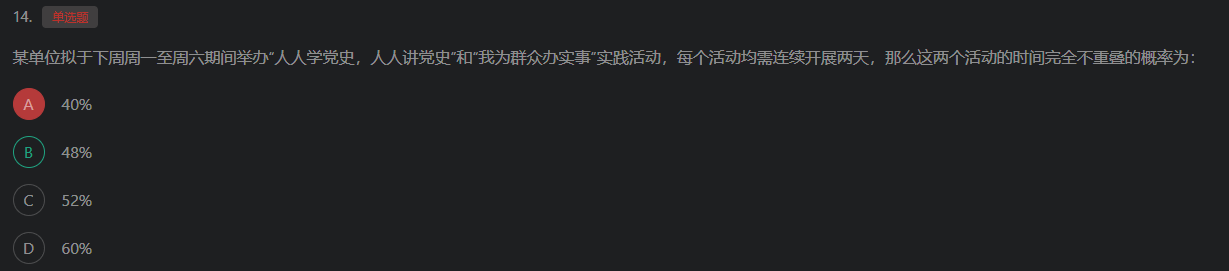 14. 单选题
某单位拟于下周周一至周六期间举办“人人学党史，人人讲党史”和“我为群众办实事”实践活动，每个活动均需连续开展两天，那么这两个活动的时间完全不重叠的概率为：
A 40%
B 48%
C 52%
D 60%